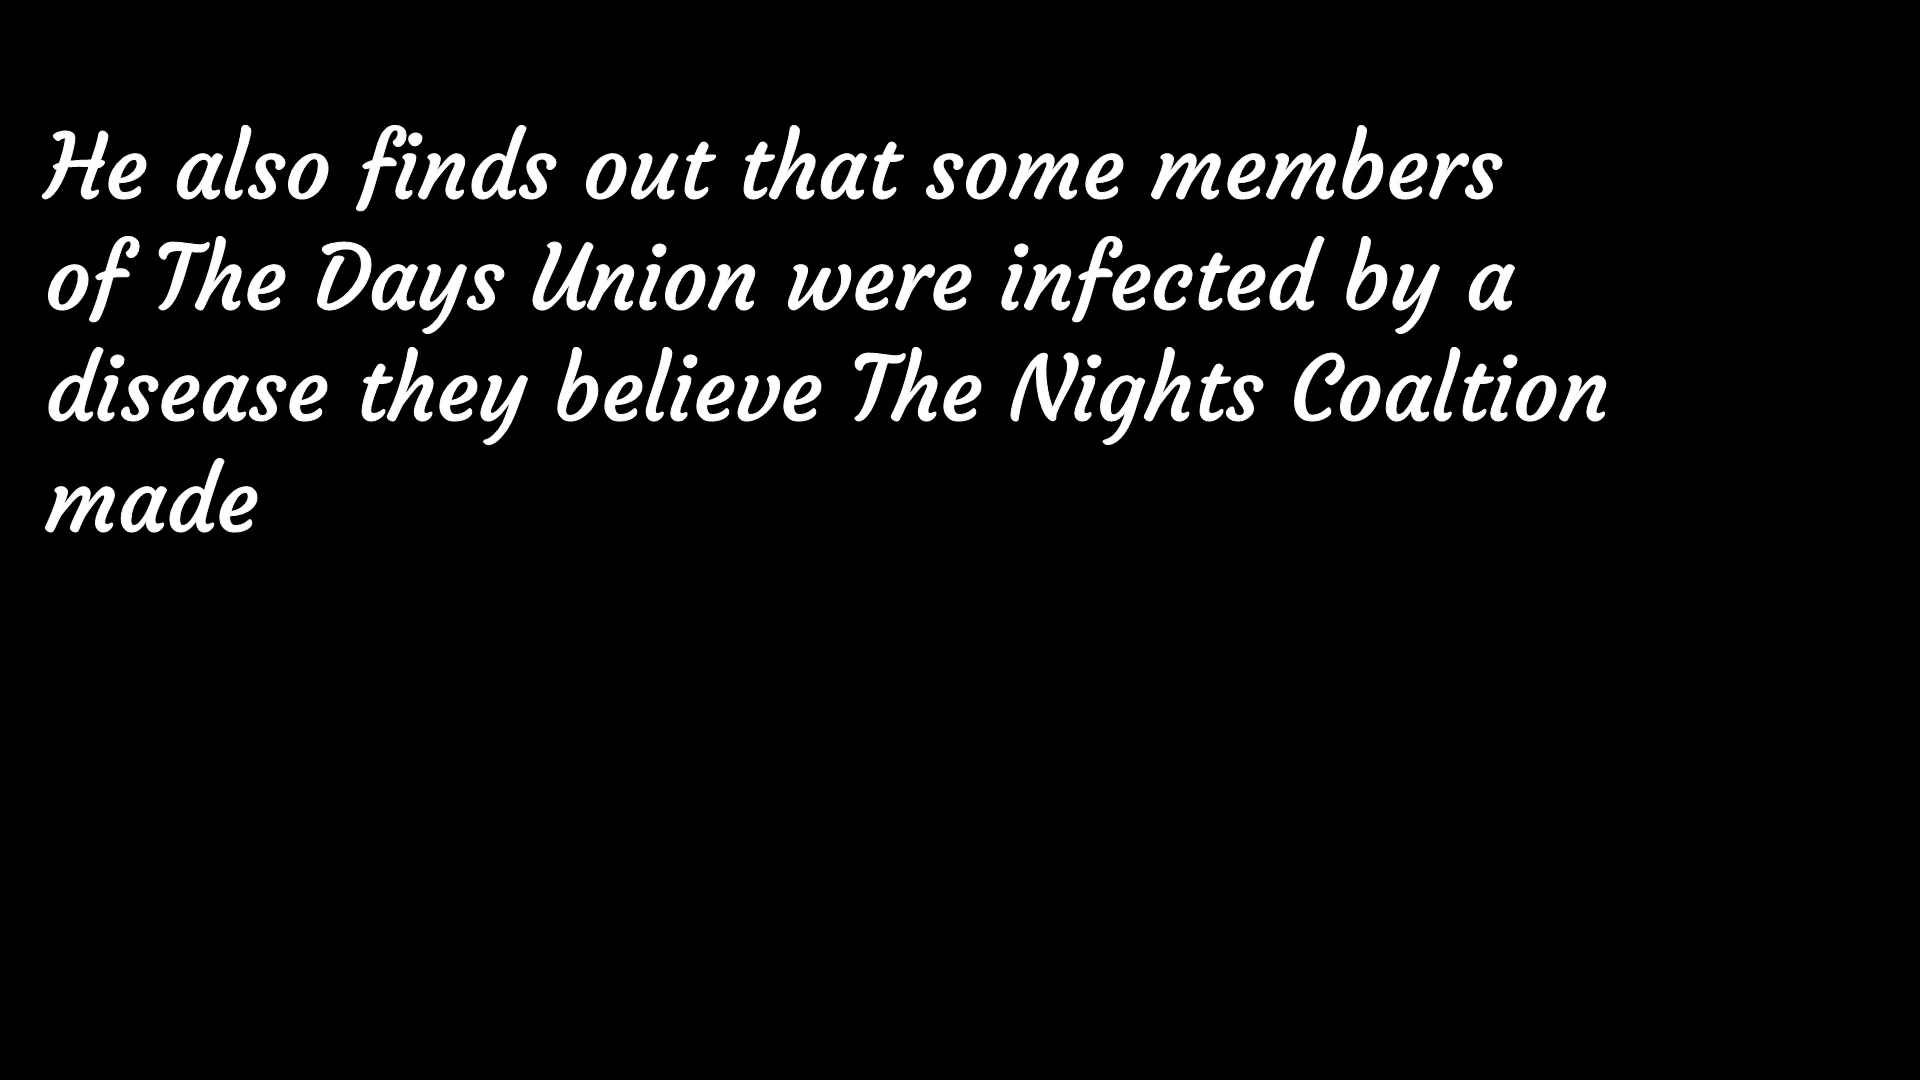 He also finds out that some members
of The Days Union were infected by a
disease they believe The Nights Coaltion
made